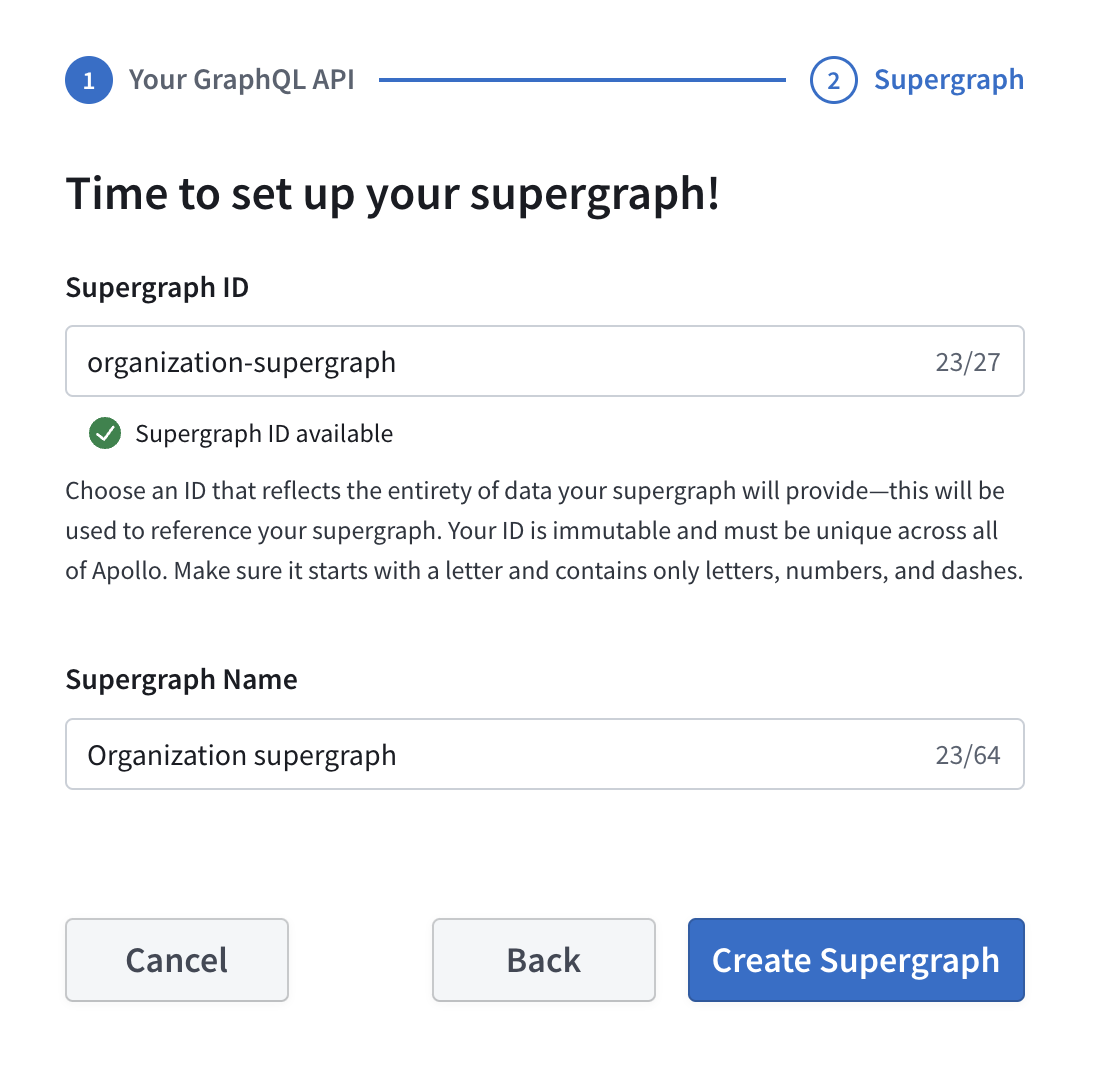 1 Your GraphQL API 2 Supergraph
Time to set up your supergraph!
Supergraph ID
organization-supergraph 23/27
Supergraph ID available
Choose an ID that reflects the entirety of data your supergraph will provide—this will be
used to reference your supergraph. Your ID is immutable and must be unique across all
of Apollo. Make sure it starts with a letter and contains only letters, numbers, and dashes.
Supergraph Name
Organization supergraph 23/64
Cancel Back Create Supergraph